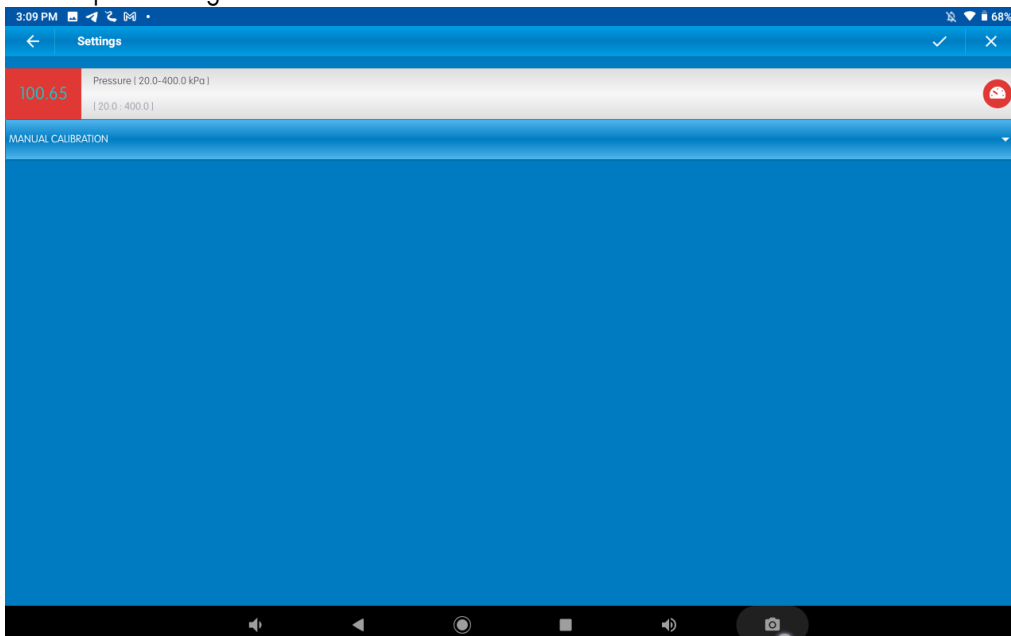 3:09 PM 68%
Settings
100.65
Pressure [ 20.0-400.0 kPa ]
[ 20.0 : 400.0 ]
MANUAL CALIBRATION